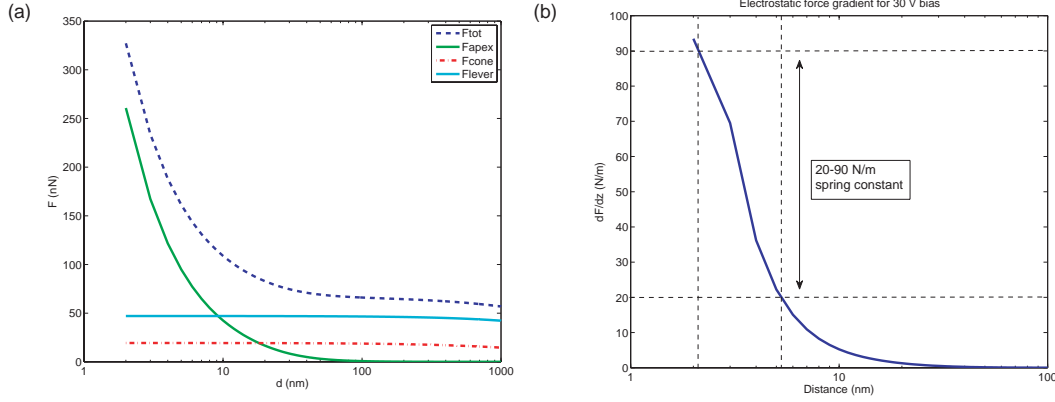 (a)
350
300
250
200
150
100
50
0
F (nN)
1
10
100
1000
d (nm)
Ftot
Fapex
Fcone
Flever
(b)
Electrostatic force gradient for 30 V bias
100
90
80
70
60
50
40
30
20
10
0
dF/dz (N/m)
1
10
100
Distance (nm)
20-90 N/m
spring constant